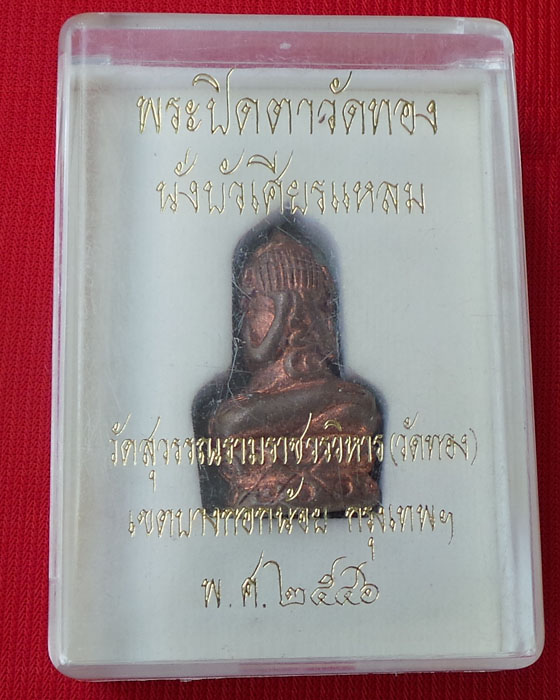 พระปิดตาวัดทอง
นั่งบัวเศียรแหลม
วัดสุวรรณรามราชวรวิหาร(วัดทอง)
เขตบางกอกน้อย กรุงเทพฯ
พ.ศ.๒๕๔๖